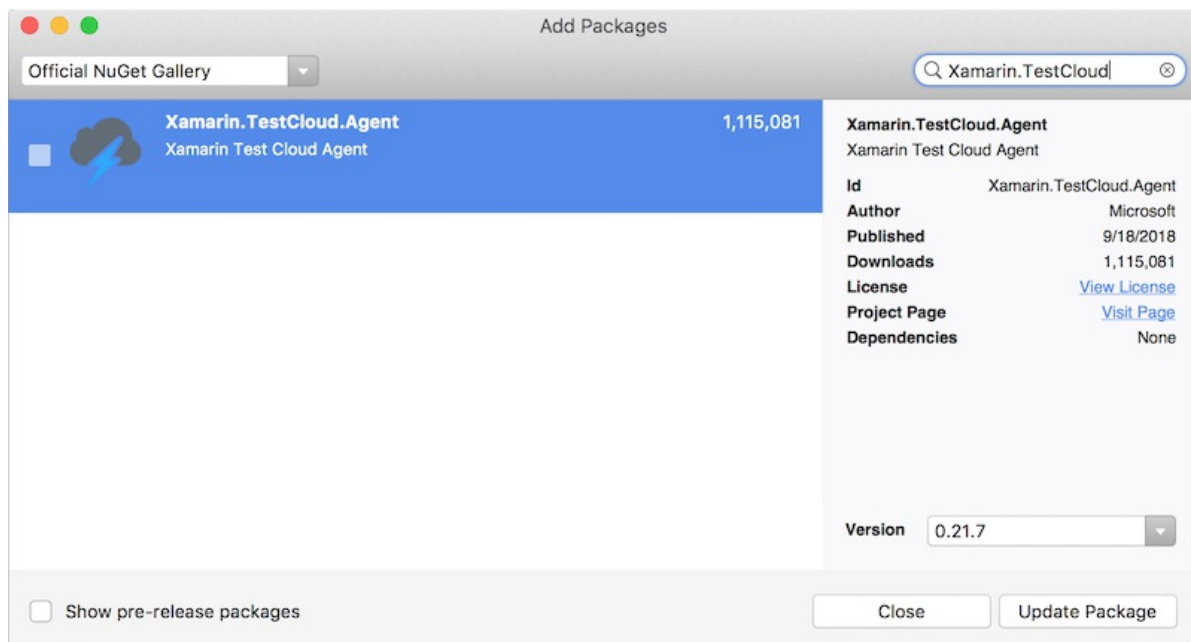 Add Packages
Official NuGet Gallery
Xamarin.TestCloud
Xamarin.TestCloud.Agent 1,115,081
Xamarin Test Cloud Agent
Xamarin.TestCloud.Agent
Xamarin Test Cloud Agent
Id Xamarin.TestCloud.Agent
Author Microsoft
Published 9/18/2018
Downloads 1,115,081
License View License
Project Page Visit Page
Dependencies None
Version 0.21.7
Show pre-release packages
Close
Update Package